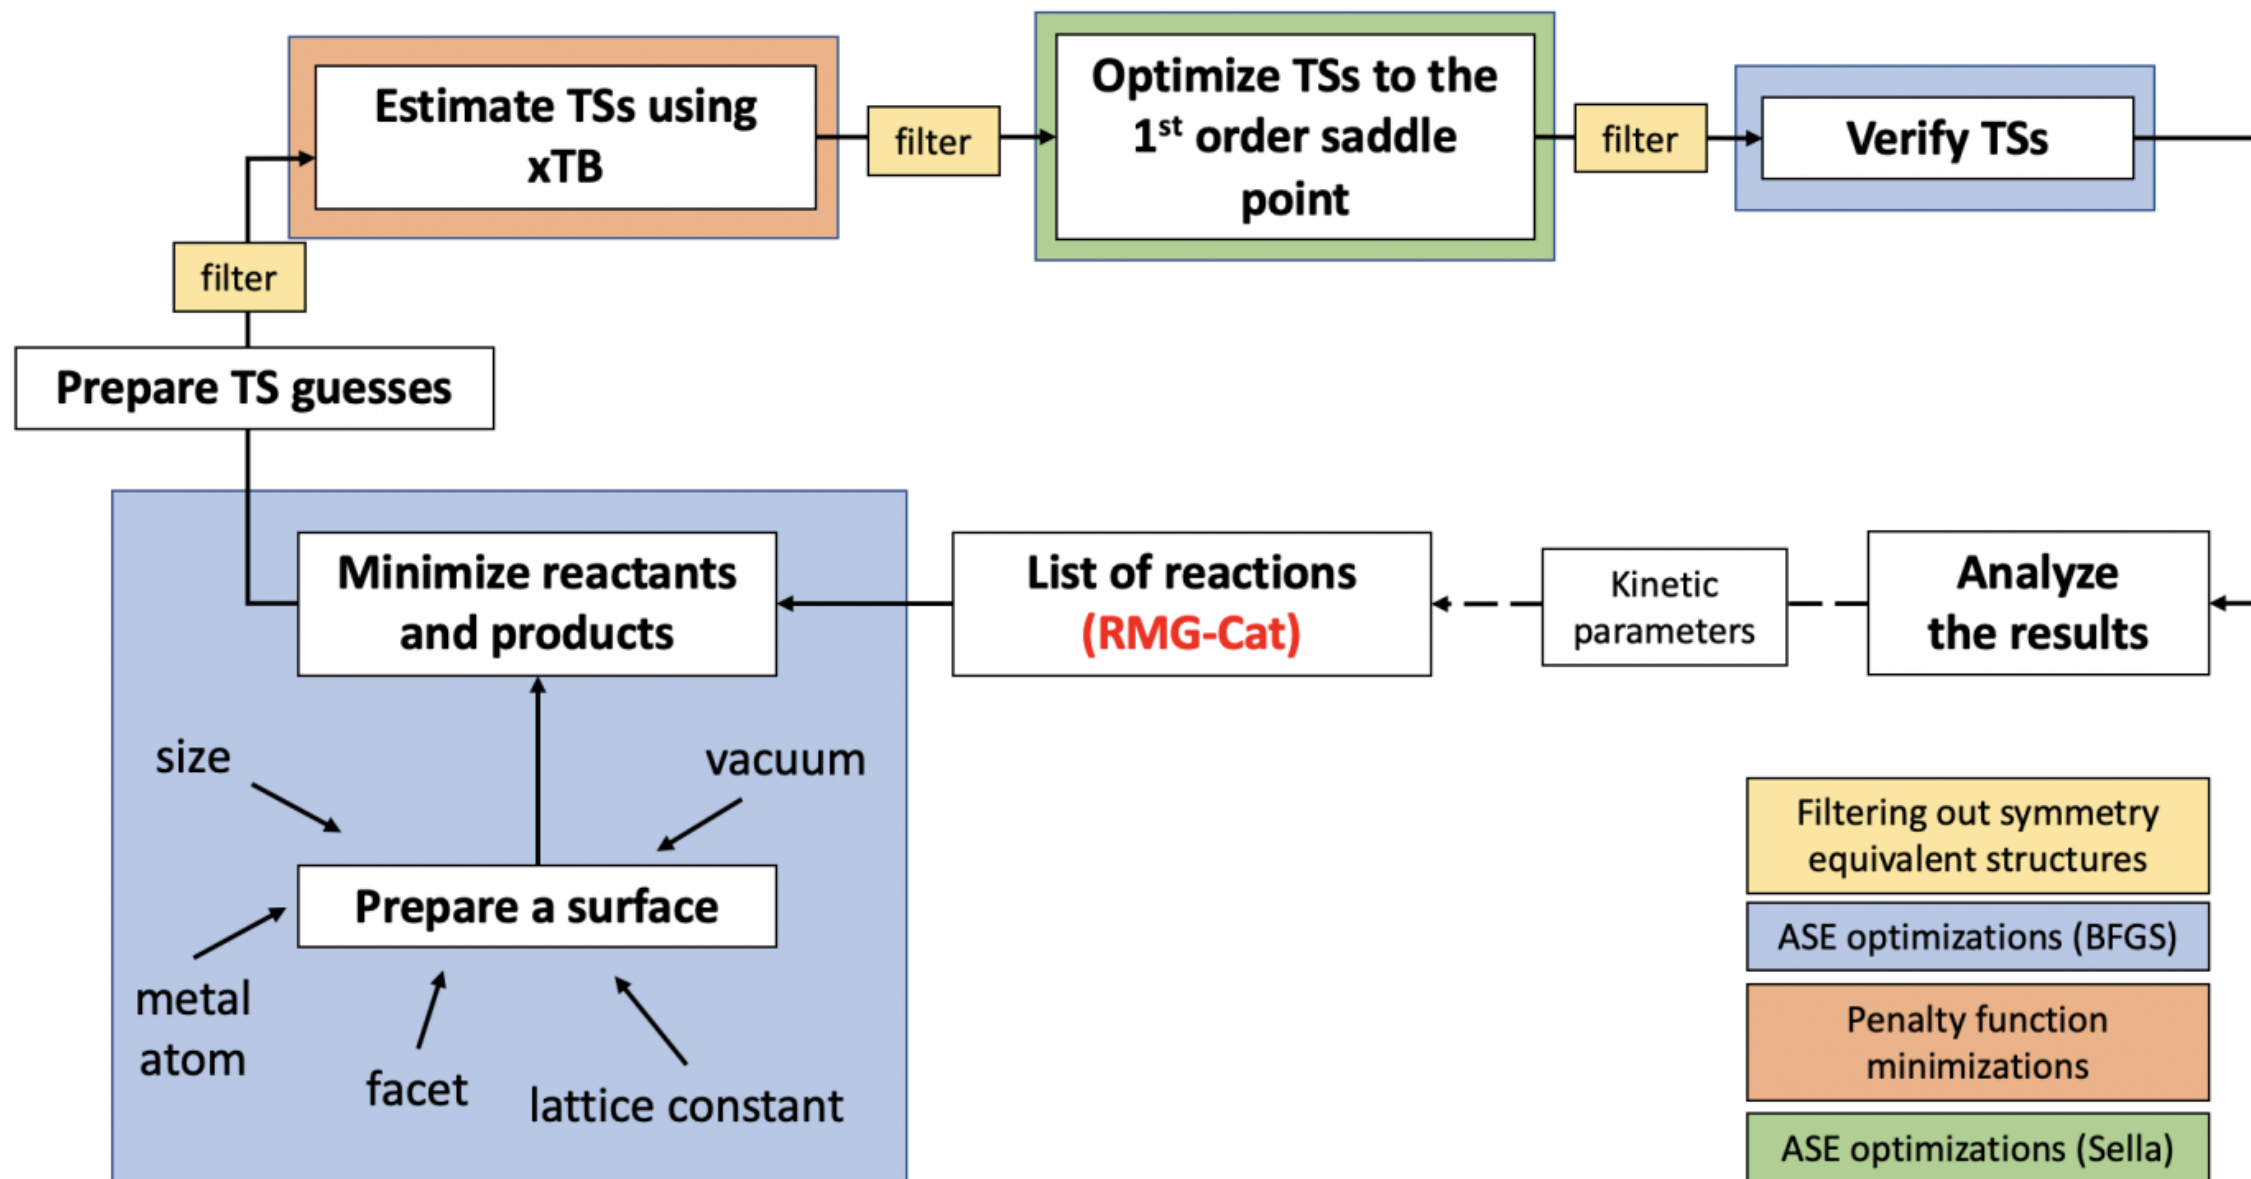 Estimate TSs using
xTB
filter
Optimize TSs to the
1st order saddle
point
filter
Verify TSs
filter
Prepare TS guesses
Minimize reactants
and products
List of reactions
(RMG-Cat)
Kinetic
parameters
Analyze
the results
size
vacuum
Prepare a surface
metal
atom
facet
lattice constant
Filtering out symmetry
equivalent structures
ASE optimizations (BFGS)
Penalty function
minimizations
ASE optimizations (Sella)